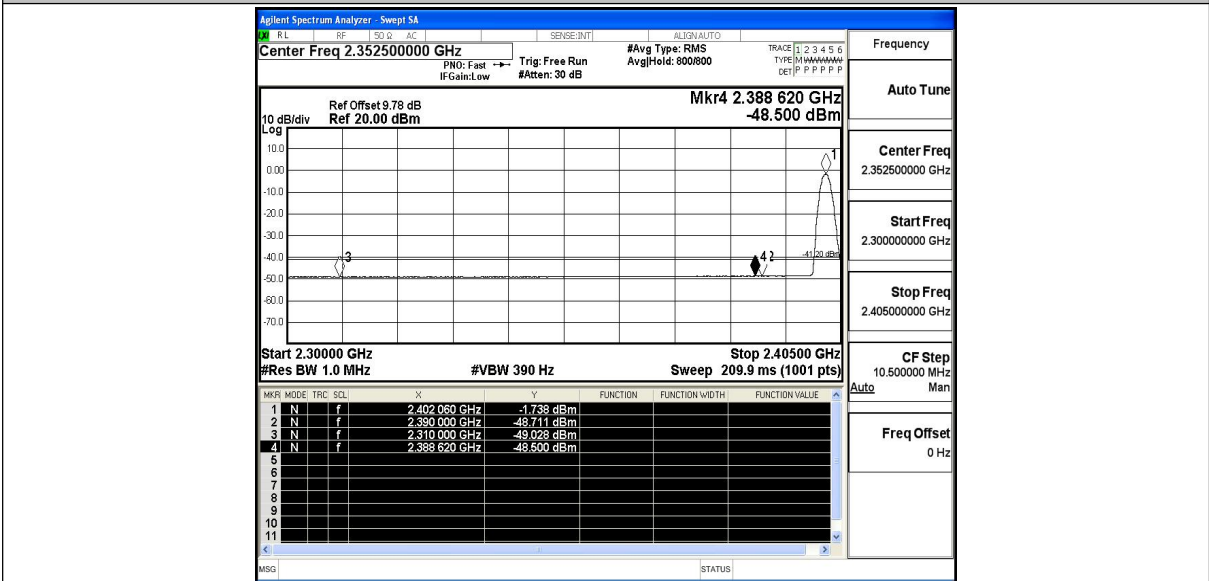 Agilent Spectrum Analyzer - Swept SA
RL RF 50 Ω AC SENSE:INT ALIGNAUTO
Center Freq 2.352500000 GHz
PNO: Fast
IFGain:Low
Trig: Free Run
#Atten: 30 dB
#Avg Type: RMS
Avg|Hold: 800/800
TRACE 1 2 3 4 5 6
TYPE M
DET P P P P P P
Frequency
Ref Offset 9.78 dB
10 dB/div Ref 20.00 dBm
Log
Mkr4 2.388 620 GHz
-48.500 dBm
10.0
0.00
-10.0
-20.0
-30.0
-40.0
-50.0
-60.0
-70.0
1
3
4 2
-41.20 dBm
Start 2.30000 GHz Stop 2.40500 GHz
#Res BW 1.0 MHz #VBW 390 Hz Sweep 209.9 ms (1001 pts)
MKR MODE TRC SCL X Y FUNCTION FUNCTION WIDTH FUNCTION VALUE
1 N f 2.402 060 GHz -1.738 dBm
2 N f 2.390 000 GHz -48.711 dBm
3 N f 2.310 000 GHz -49.028 dBm
4 N f 2.388 620 GHz -48.500 dBm
5
6
7
8
9
10
11
MSG STATUS
Auto Tune
Center Freq
2.352500000 GHz
Start Freq
2.300000000 GHz
Stop Freq
2.405000000 GHz
CF Step
10.500000 MHz
Auto Man
Freq Offset
0 Hz